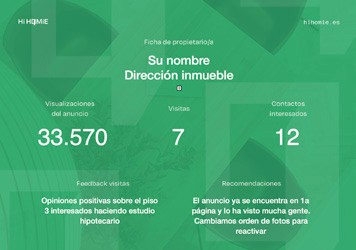 Hi HOMiE
hihomie.es
Ficha de propietario/a
Su nombre
Dirección inmueble
Visualizaciones
del anuncio
Visitas
Contactos
interesados
33.570
7
12
Feedback visitas
Recomendaciones
Opiniones positivas sobre el piso
3 interesados haciendo estudio
hipotecario
El anuncio ya se encuentra en 1a
página y lo ha visto mucha gente.
Cambiamos orden de fotos para
reactivar